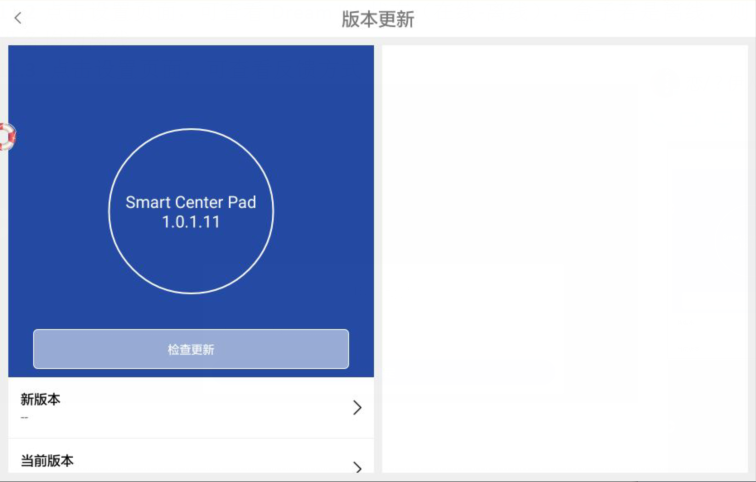 版本更新
Smart Center Pad
1.0.1.11
检查更新
新版本
--
当前版本